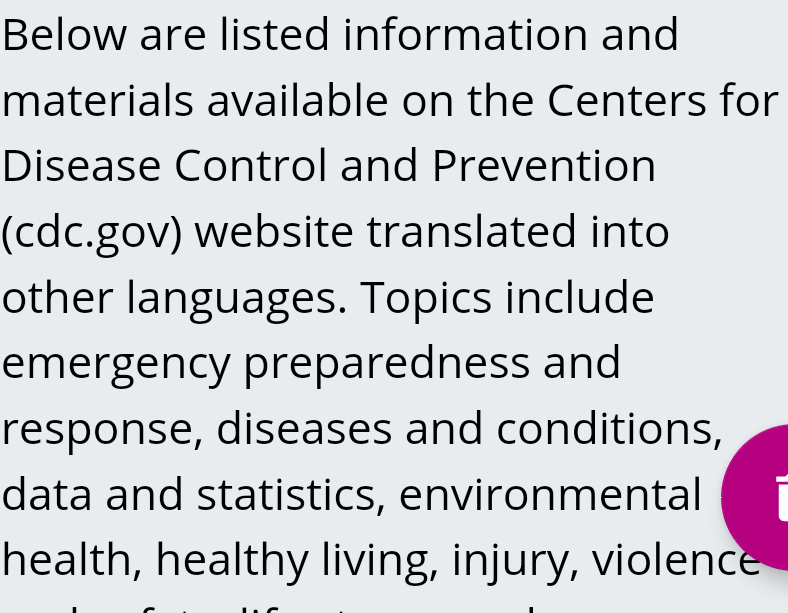 Below are listed information and
materials available on the Centers for
Disease Control and Prevention
(cdc.gov) website translated into
other languages. Topics include
emergency preparedness and
response, diseases and conditions,
data and statistics, environmental
health, healthy living, injury, violence